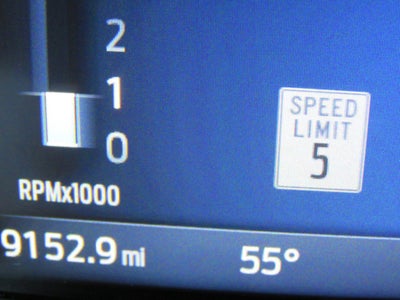 2
1
0
RPMx1000
SPEED
LIMIT
5
9152.9 mi
55°